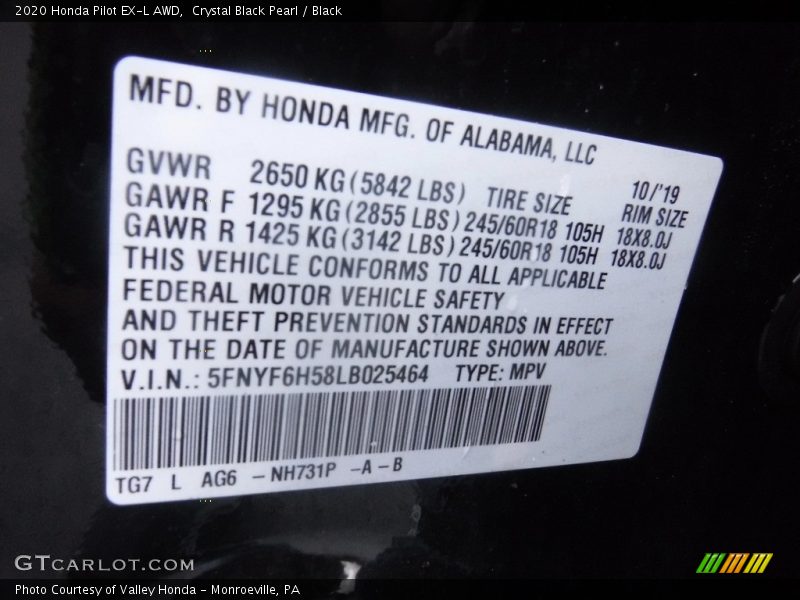 2020 Honda Pilot EX-L AWD,  Crystal Black Pearl / Black
MFD. BY HONDA MFG. OF ALABAMA, LLC
10/'19
GVWR 2650 KG (5842 LBS) TIRE SIZE RIM SIZE
GAWR F 1295 KG (2855 LBS) 245/60R18 105H 18X8.0J
GAWR R 1425 KG (3142 LBS) 245/60R18 105H 18X8.0J
THIS VEHICLE CONFORMS TO ALL APPLICABLE
FEDERAL MOTOR VEHICLE SAFETY
AND THEFT PREVENTION STANDARDS IN EFFECT
ON THE DATE OF MANUFACTURE SHOWN ABOVE.
V.I.N.: 5FNYF6H58LB025464 TYPE: MPV
TG7 L AG6 - NH731P - A - B
GTCARLOT.COM
Photo Courtesy of Valley Honda - Monroeville, PA